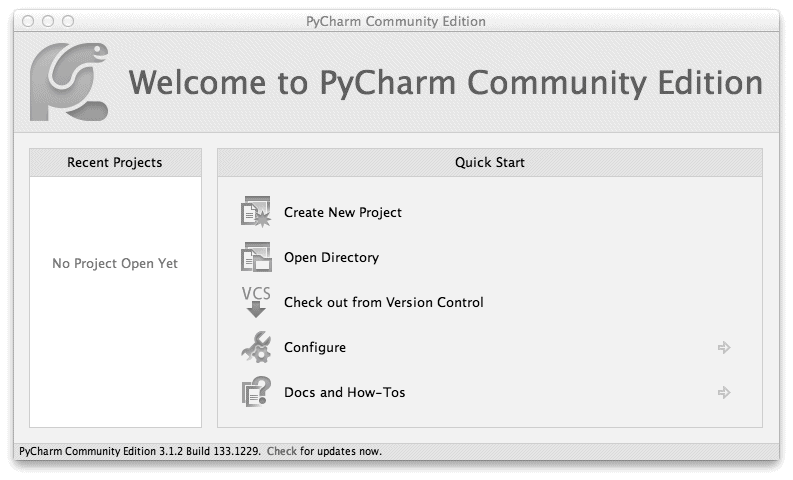 PyCharm Community Edition
Welcome to PyCharm Community Edition
Recent Projects
No Project Open Yet
Quick Start
Create New Project
Open Directory
VCS
Check out from Version Control
Configure
Docs and How-Tos
PyCharm Community Edition 3.1.2 Build 133.1229. Check for updates now.